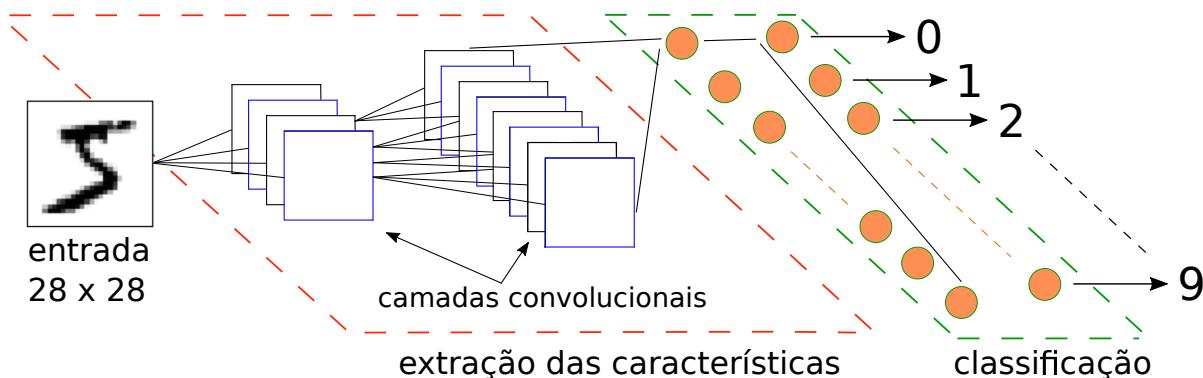 0
1
2
9
entrada
28 x 28
camadas convolucionais
extração das características
classificação